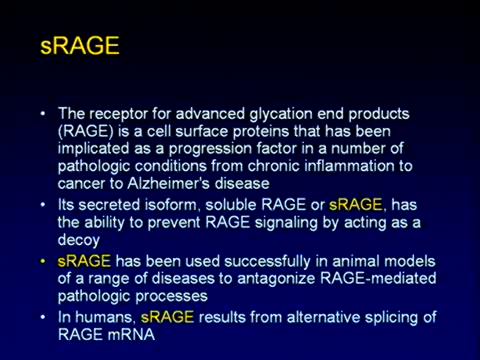 sRAGE
• The receptor for advanced glycation end products
(RAGE) is a cell surface proteins that has been
implicated as a progression factor in a number of
pathologic conditions from chronic inflammation to
cancer to Alzheimer's disease
• Its secreted isoform, soluble RAGE or sRAGE, has
the ability to prevent RAGE signaling by acting as a
decoy
• sRAGE has been used successfully in animal models
of a range of diseases to antagonize RAGE-mediated
pathologic processes
• In humans, sRAGE results from alternative splicing of
RAGE mRNA